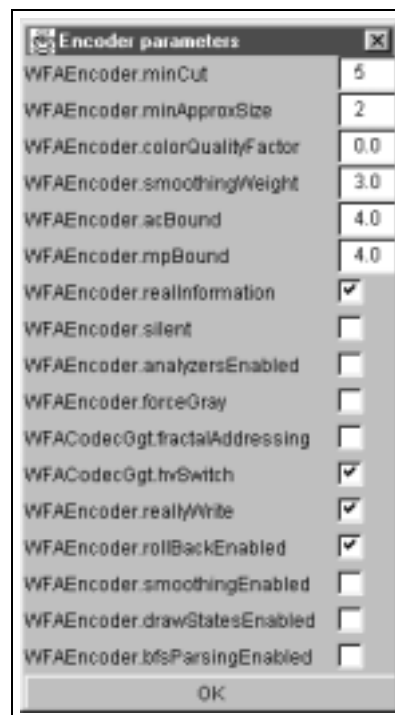 Encoder parameters
WFAEncoder.minCut 5
WFAEncoder.minApproxSize 2
WFAEncoder.colorQualityFactor 0.0
WFAEncoder.smoothingWeight 3.0
WFAEncoder.acBound 4.0
WFAEncoder.mpBound 4.0
WFAEncoder.realInformation
WFAEncoder.silent
WFAEncoder.analyzersEnabled
WFAEncoder.forceGray
WFACodecGgt.fractalAddressing
WFACodecGgt.hvSwitch
WFAEncoder.reallyWrite
WFAEncoder.rollBackEnabled
WFAEncoder.smoothingEnabled
WFAEncoder.drawStatesEnabled
WFAEncoder.bfsParsingEnabled
OK